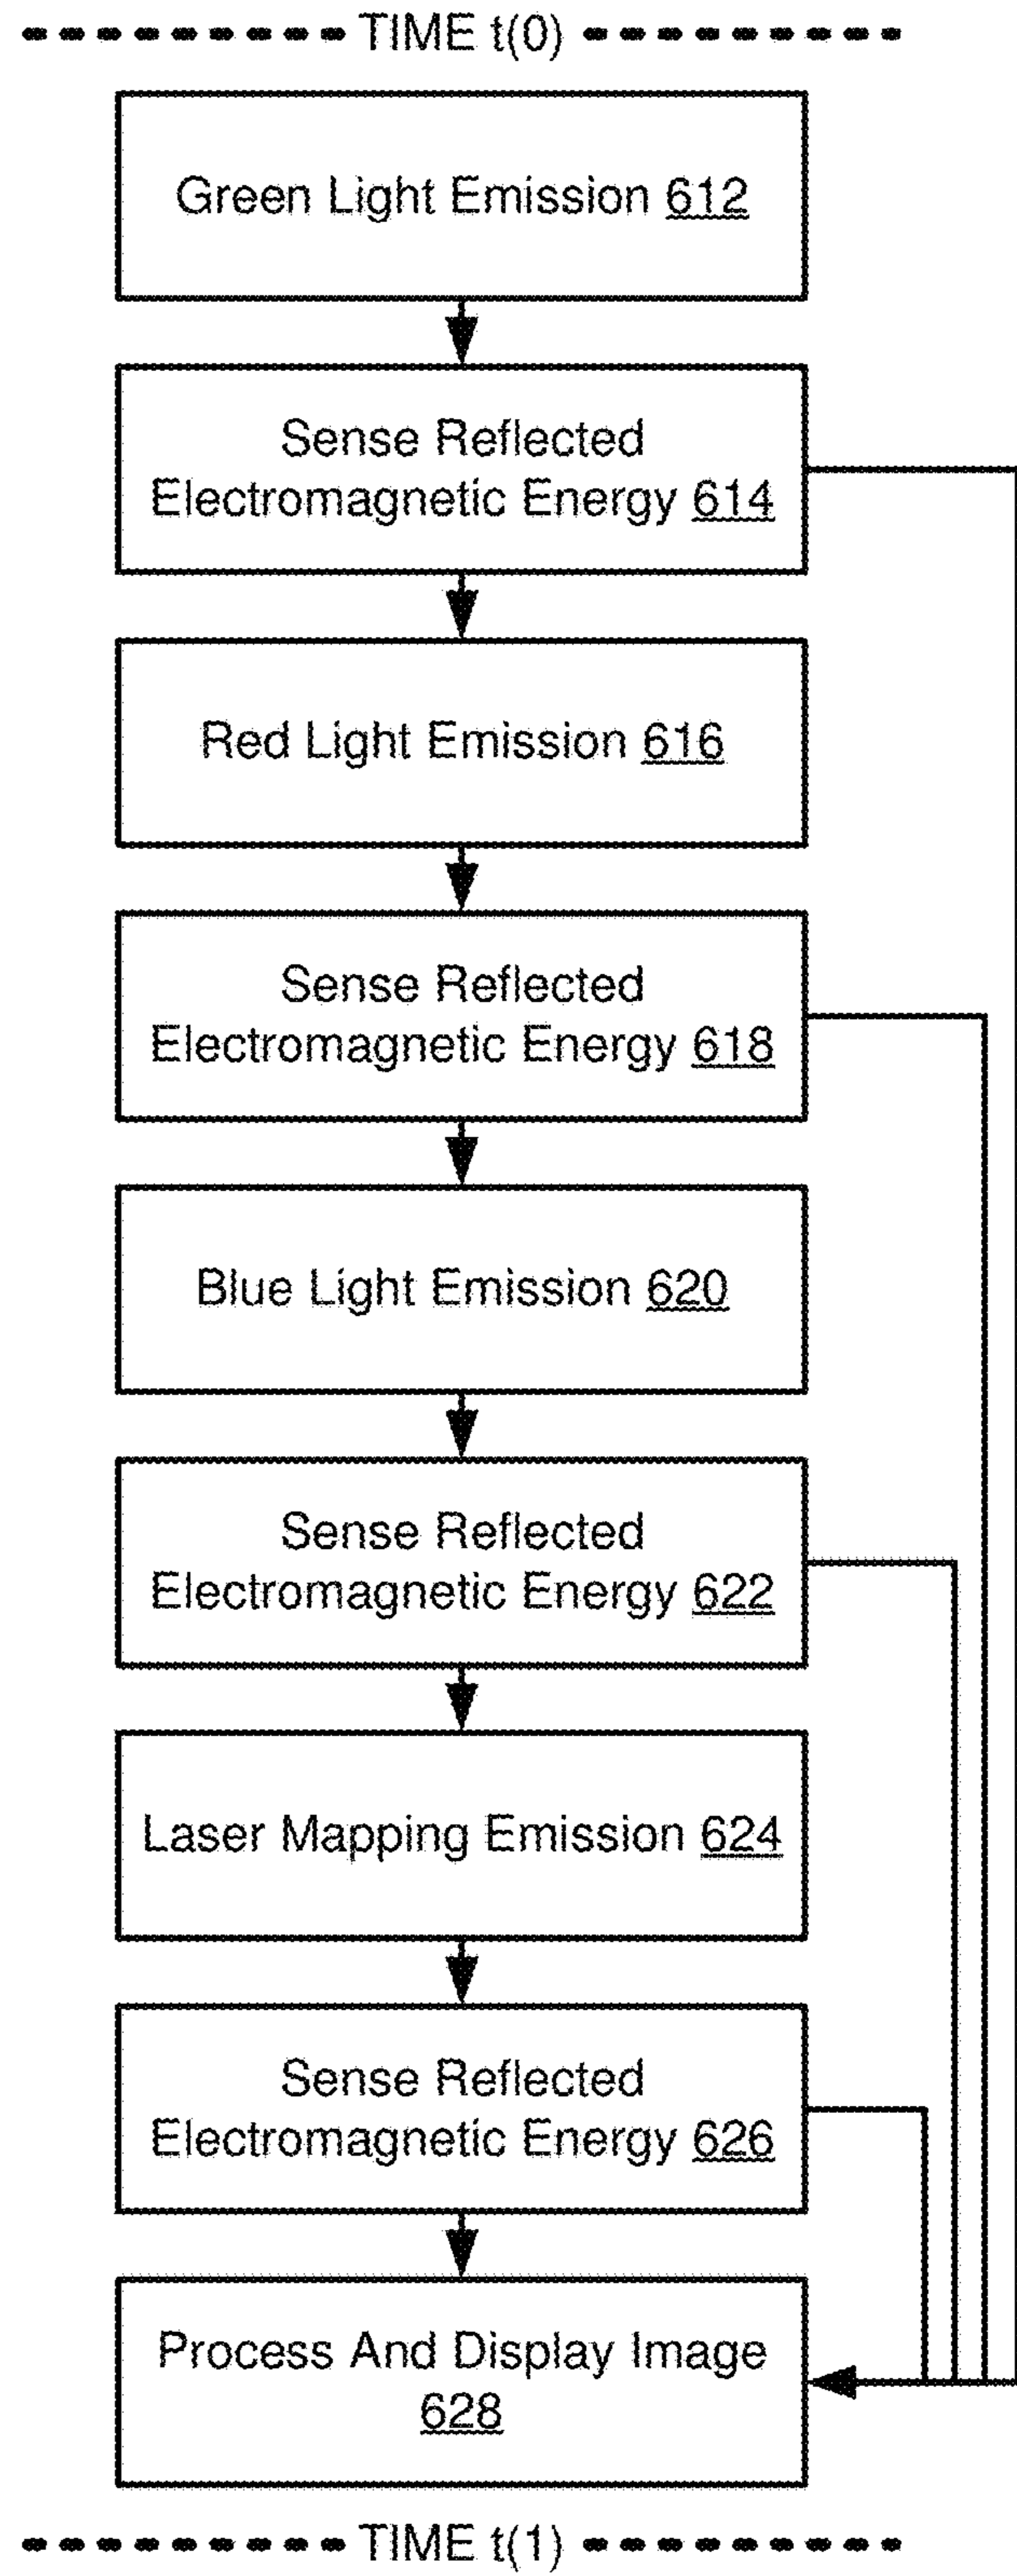 TIME t(0)
Green Light Emission 612
Sense Reflected
Electromagnetic Energy 614
Red Light Emission 616
Sense Reflected
Electromagnetic Energy 618
Blue Light Emission 620
Sense Reflected
Electromagnetic Energy 622
Laser Mapping Emission 624
Sense Reflected
Electromagnetic Energy 626
Process And Display Image
628
TIME t(1)